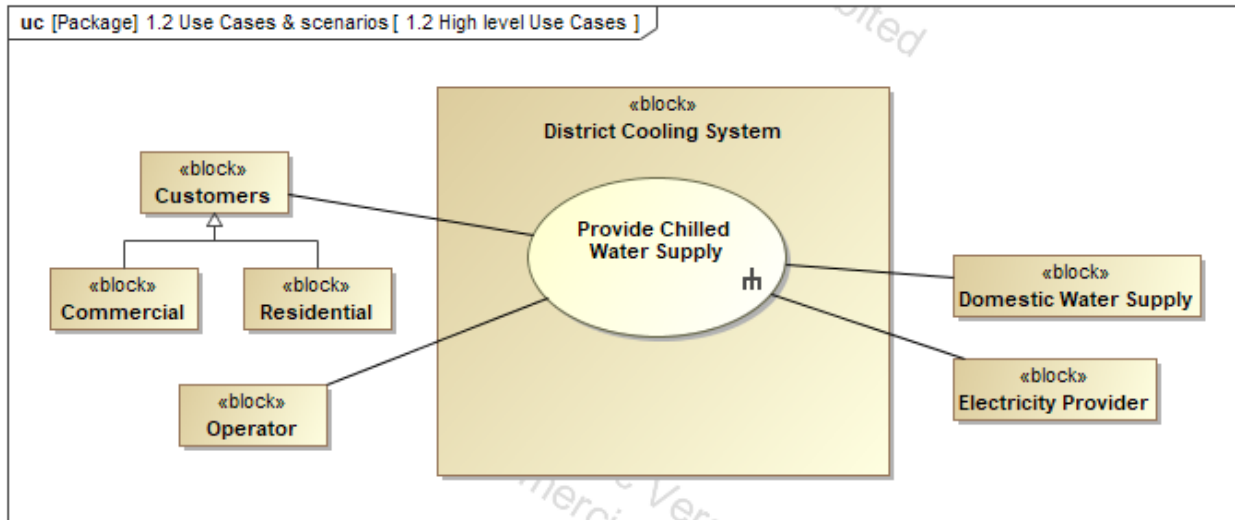 uc [Package] 1.2 Use Cases & scenarios [ 1.2 High level Use Cases ]
«block»
District Cooling System
«block»
Customers
Provide Chilled
Water Supply
«block»
Commercial
«block»
Residential
«block»
Domestic Water Supply
«block»
Operator
«block»
Electricity Provider